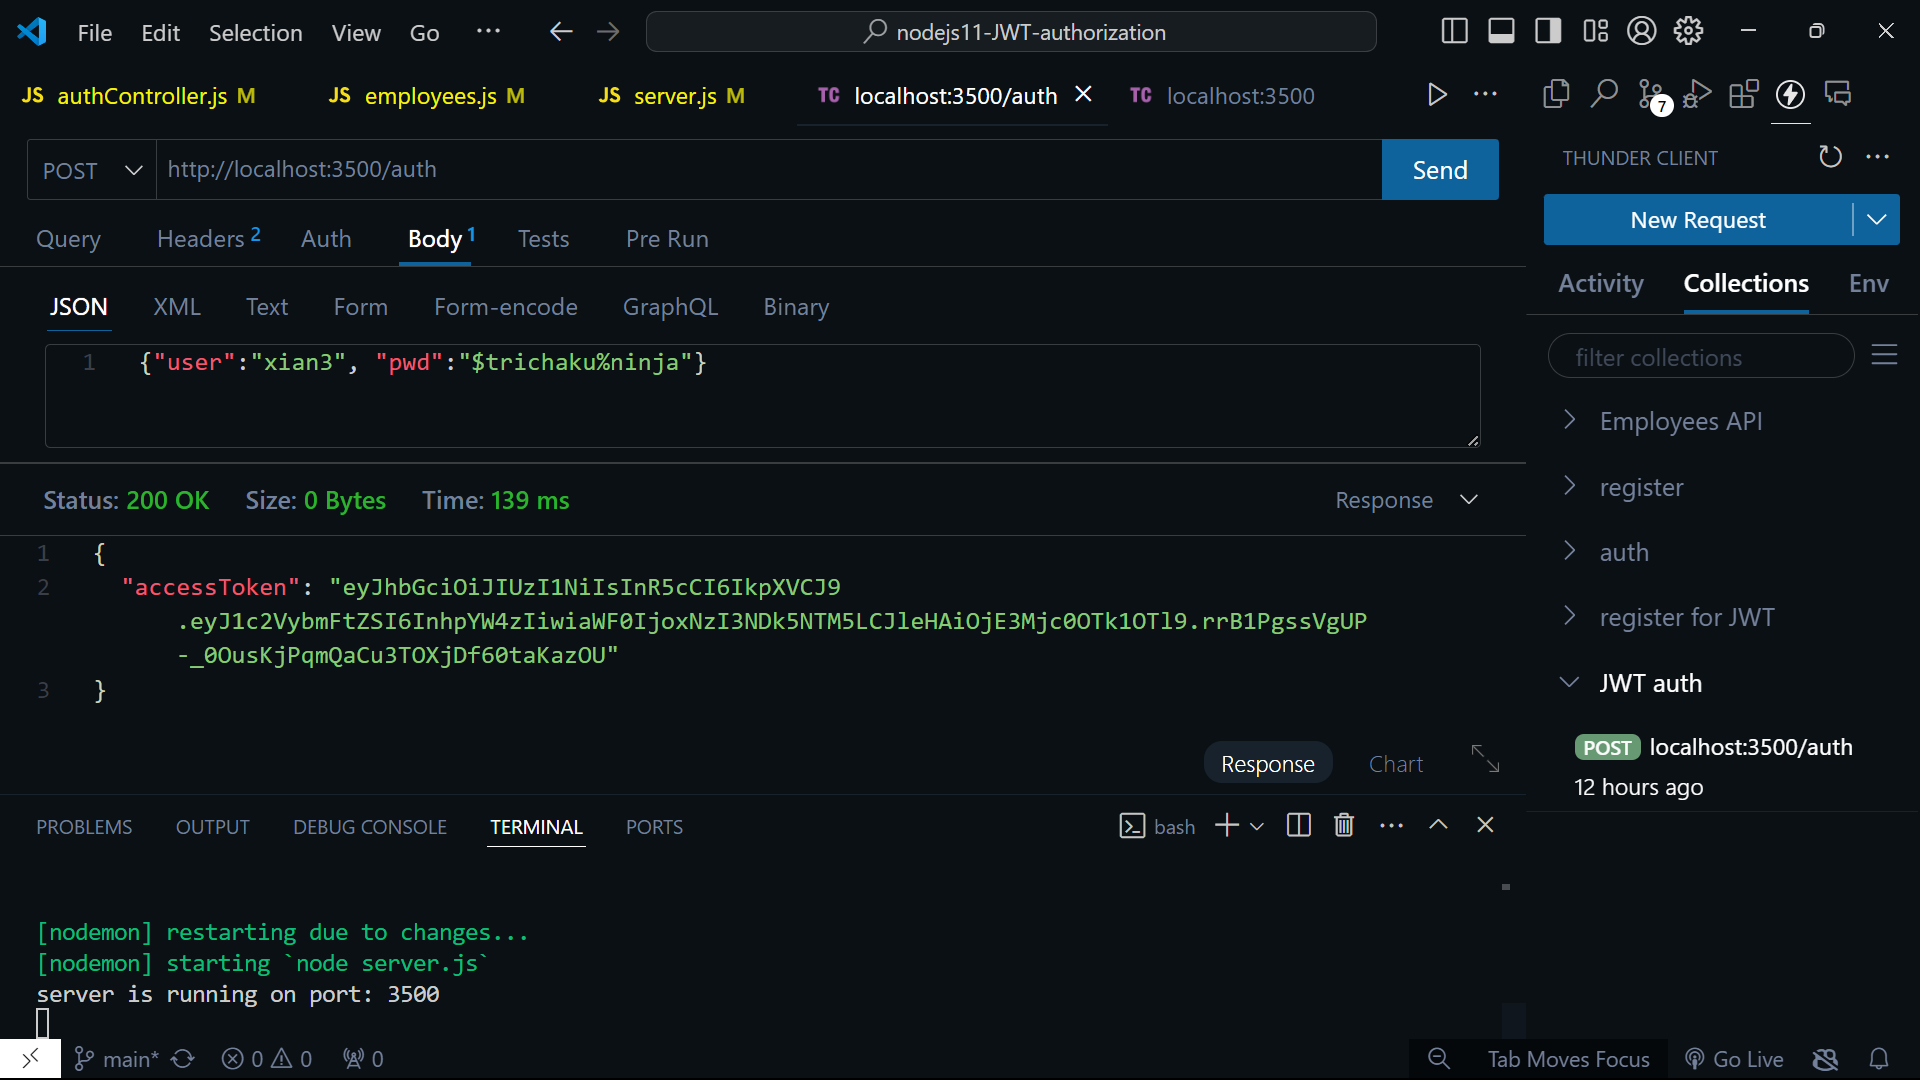 File Edit Selection View Go ··· nodejs11-JWT-authorization
JS authController.js M JS employees.js M JS server.js M TC localhost:3500/auth TC localhost:3500 7
POST http://localhost:3500/auth Send
Query Headers 2 Auth Body 1 Tests Pre Run
JSON XML Text Form Form-encode GraphQL Binary
1 {"user":"xian3", "pwd":"$trichaku%ninja"}
Status: 200 OK Size: 0 Bytes Time: 139 ms Response
1 {
2 "accessToken": "eyJhbGciOiJIUzI1NiIsInR5cCI6IkpXVCJ9
.eyJ1c2VybmFtZSI6InhpYW4zIiwiaWF0IjoxNzI3NDk5NTM5LCJleHAiOjE3Mjc0OTk1OTl9.rrB1PgssVgUP
-_0OusKjPqmQaCu3TOXjDf60taKazOU"
3 }
Response Chart
PROBLEMS OUTPUT DEBUG CONSOLE TERMINAL PORTS bash
[nodemon] restarting due to changes...
[nodemon] starting `node server.js`
server is running on port: 3500
THUNDER CLIENT
New Request
Activity Collections Env
filter collections
Employees API
register
auth
register for JWT
JWT auth
POST localhost:3500/auth
12 hours ago
main* 0 0 0 Tab Moves Focus Go Live